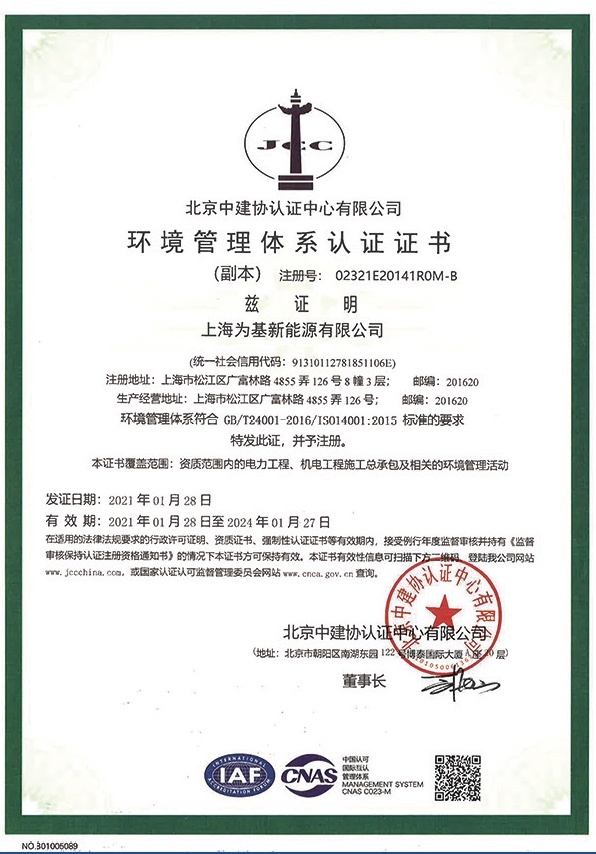 JCC
北京中建协认证中心有限公司
环境管理体系认证证书
（副本） 注册号： 02321E20141R0M-B
兹 证 明
上海为基新能源有限公司
（统一社会信用代码：91310112781851106E）
注册地址：上海市松江区广富林路 4855 弄 126 号 8 幢 3 层； 邮编：201620
生产经营地址：上海市松江区广富林路 4855 弄 126 号； 邮编：201620
环境管理体系符合 GB/T24001-2016/ISO14001:2015 标准的要求
特发此证，并予注册。
本证书覆盖范围：资质范围内的电力工程、机电工程施工总承包及相关的环境管理活动
发证日期：2021 年 01 月 28 日
有 效 期：2021 年 01 月 28 日至 2024 年 01 月 27 日
在适用的法律法规要求的行政许可证明、资质证书、强制性认证证书等有效期内，接受例行年度监督审核并持有《监督
审核保持认证注册资格通知书》的情况下本证书方可保持有效。本证书有效性信息可扫描下方二维码、登陆我公司网站
www.jccchina.com，或国家认证认可监督管理委员会网站 www.cnca.gov.cn 查询。
北京中建协认证中心有限公司
北京中建协认证中心有限公司
（地址：北京市朝阳区南湖东园 122 号博泰国际大厦 A 座 20 层）
董事长
INTERNATIONAL
IAF
ACCREDITATION FORUM
CNAS
中国认可
国际互认
管理体系
MANAGEMENT SYSTEM
CNAS C023-M
NO.B01005089